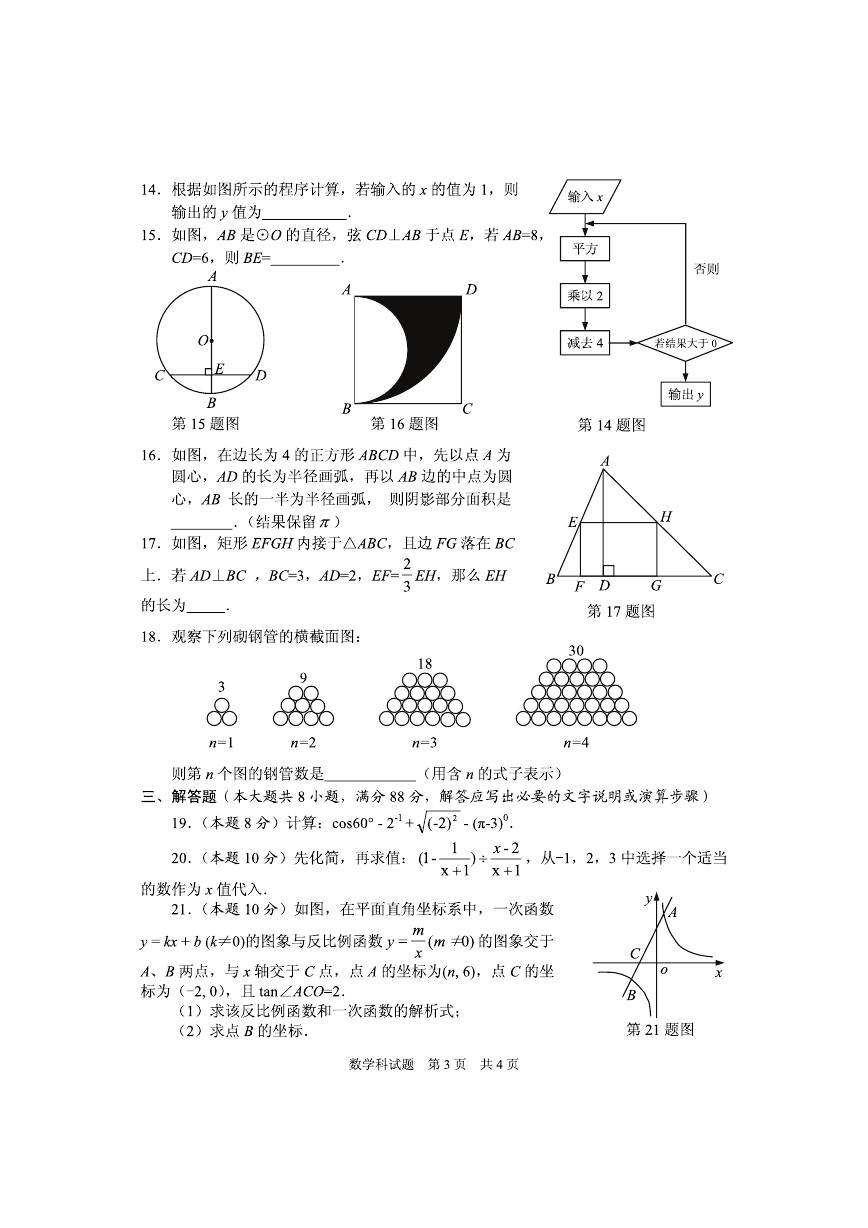 14．根据如图所示的程序计算，若输入的 x 的值为 1，则
输出的 y 值为___________．
15．如图，AB 是⊙O 的直径，弦 CD⊥AB 于点 E，若 AB=8，
CD=6，则 BE=_________．
输入 x
平方
乘以 2
减去 4
若结果大于 0
否则
输出 y
A
O
C
E
D
B
A
D
B
C
第 15 题图
第 16 题图
第 14 题图
16．如图，在边长为 4 的正方形 ABCD 中，先以点 A 为
圆心，AD 的长为半径画弧，再以 AB 边的中点为圆
心，AB 长的一半为半径画弧， 则阴影部分面积是
________．（结果保留 π ）
17．如图，矩形 EFGH 内接于△ABC，且边 FG 落在 BC
上．若 AD⊥BC ，BC=3，AD=2，EF=2/3 EH，那么 EH
的长为_____．
A
E
H
B
F
D
G
C
第 17 题图
18．观察下列砌钢管的横截面图：
3
9
18
30
n=1
n=2
n=3
n=4
则第 n 个图的钢管数是____________（用含 n 的式子表示）
三、解答题（本大题共 8 小题，满分 88 分，解答应写出必要的文字说明或演算步骤）
19．（本题 8 分）计算：cos60° - 2⁻¹ + √(-2)² - (π-3)⁰．
20．（本题 10 分）先化简，再求值：(1 - 1/(x+1)) ÷ (x-2)/(x+1)，从−1，2，3 中选择一个适当
的数作为 x 值代入．
21．（本题 10 分）如图，在平面直角坐标系中，一次函数
y = kx + b (k≠0)的图象与反比例函数 y = m/x (m ≠0) 的图象交于
A、B 两点，与 x 轴交于 C 点，点 A 的坐标为(n, 6)，点 C 的坐
标为（−2, 0），且 tan∠ACO=2．
（1）求该反比例函数和一次函数的解析式；
（2）求点 B 的坐标．
y
A
C
o
x
B
第 21 题图
数学科试题 第 3 页 共 4 页